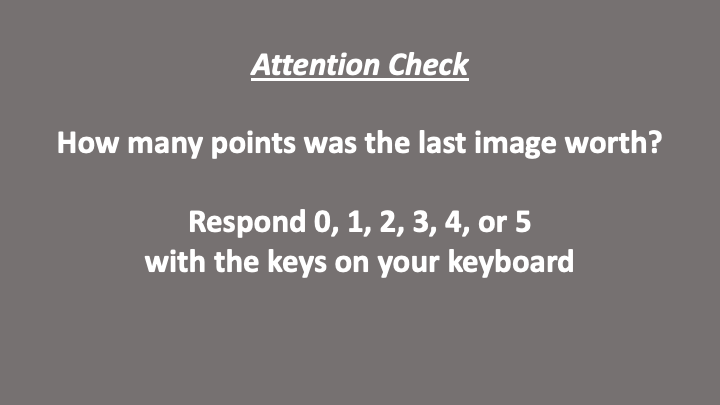 Attention Check
How many points was the last image worth?
Respond 0, 1, 2, 3, 4, or 5
with the keys on your keyboard